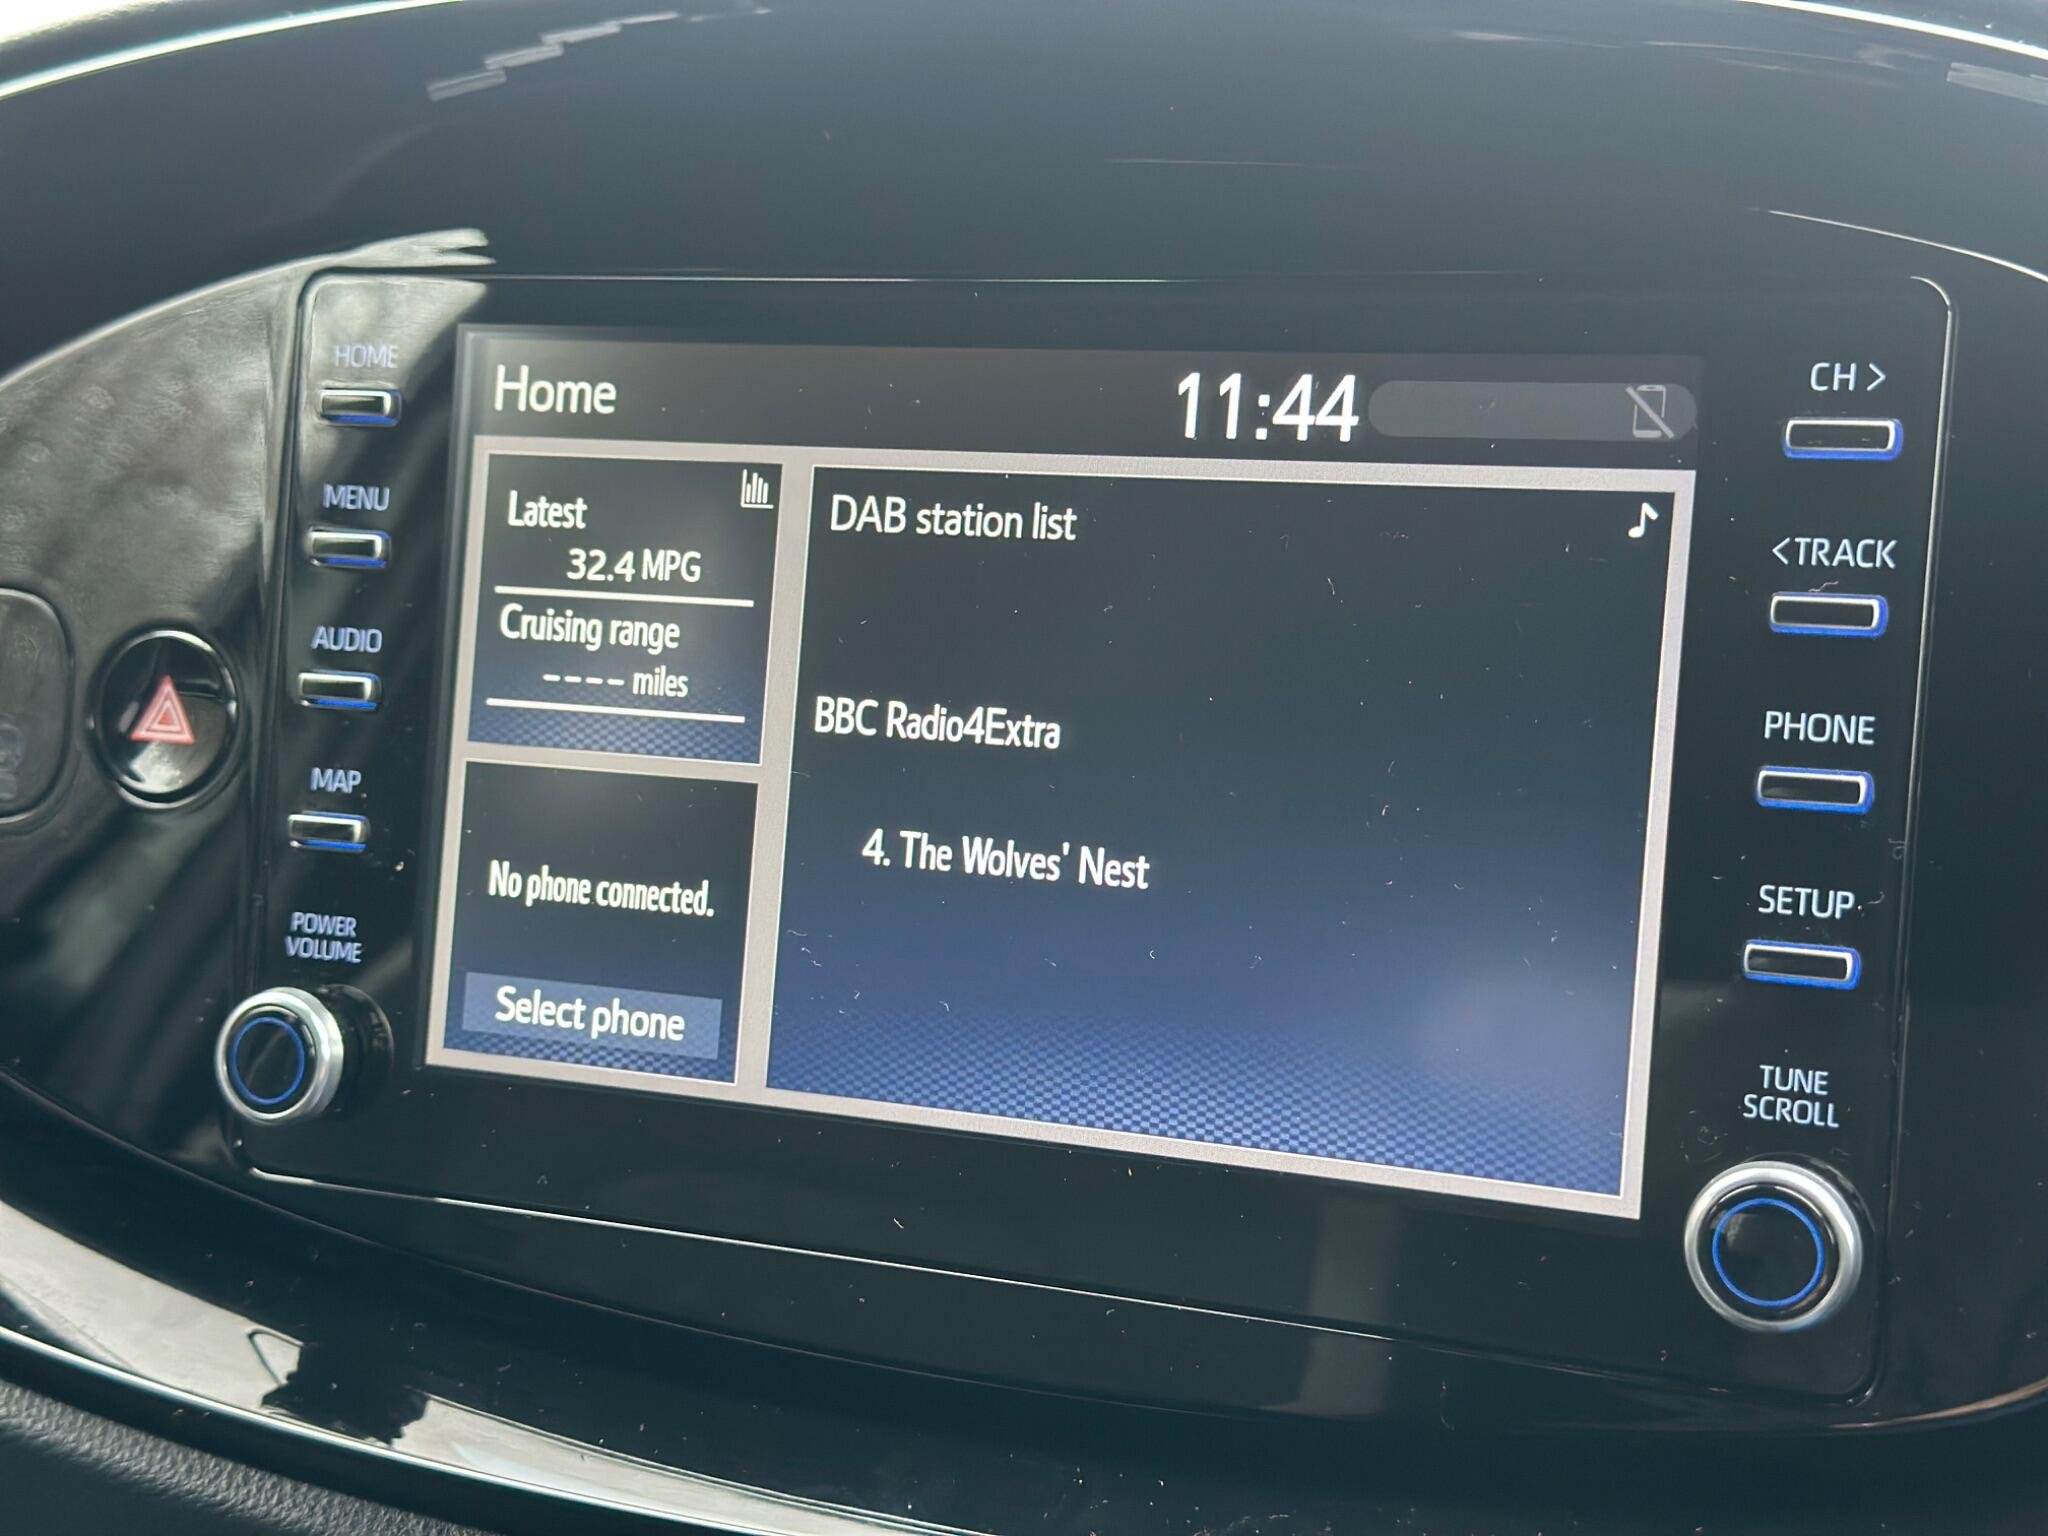 HOME
MENU
AUDIO
MAP
POWER
VOLUME
Home
11:44
Latest
32.4 MPG
Cruising range
---- miles
No phone connected.
Select phone
DAB station list
BBC Radio4Extra
4. The Wolves' Nest
CH >
<TRACK
PHONE
SETUP
TUNE
SCROLL